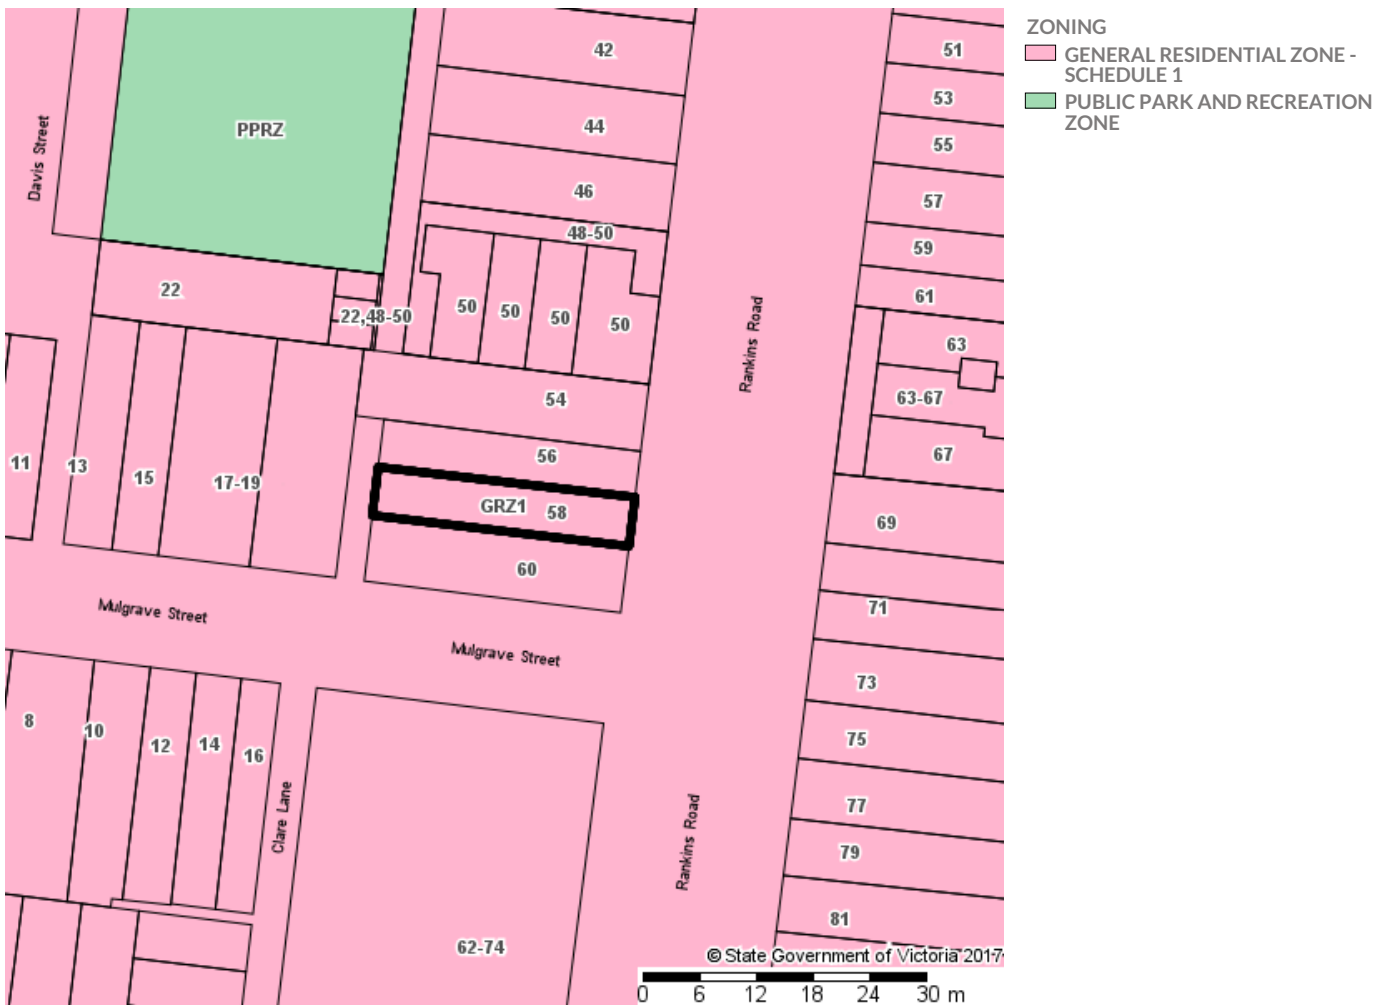 ZONING
GENERAL RESIDENTIAL ZONE -
SCHEDULE 1
PUBLIC PARK AND RECREATION
ZONE
42
51
53
PPRZ
44
55
Davis Street
46
57
48-50
59
22
61
22,48-50
50
50
50
50
Rankins Road
63
54
63-67
56
67
11
13
15
17-19
GRZ1
58
69
60
Mulgrave Street
71
Mulgrave Street
73
8
10
12
14
16
75
Clare Lane
77
Rankins Road
79
81
62-74
© State Government of Victoria 2017
0 6 12 18 24 30 m